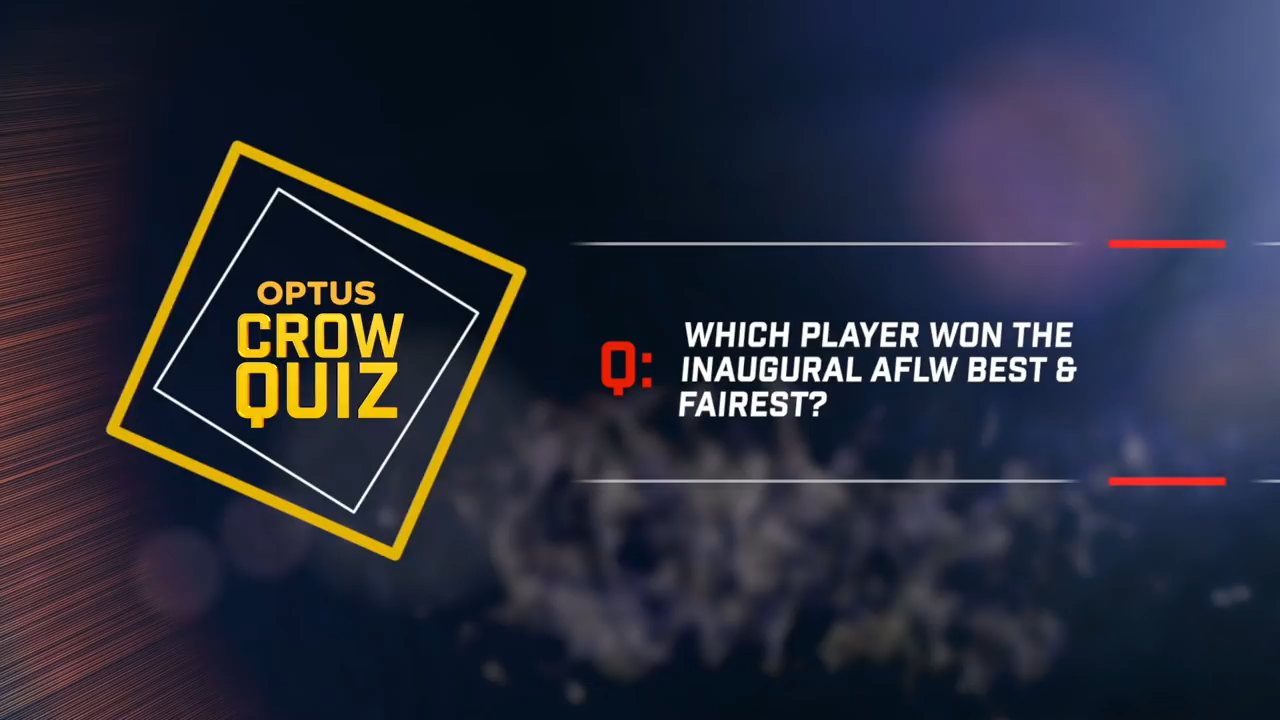 OPTUS
CROW
QUIZ
Q:
WHICH PLAYER WON THE
INAUGURAL AFLW BEST &
FAIREST?